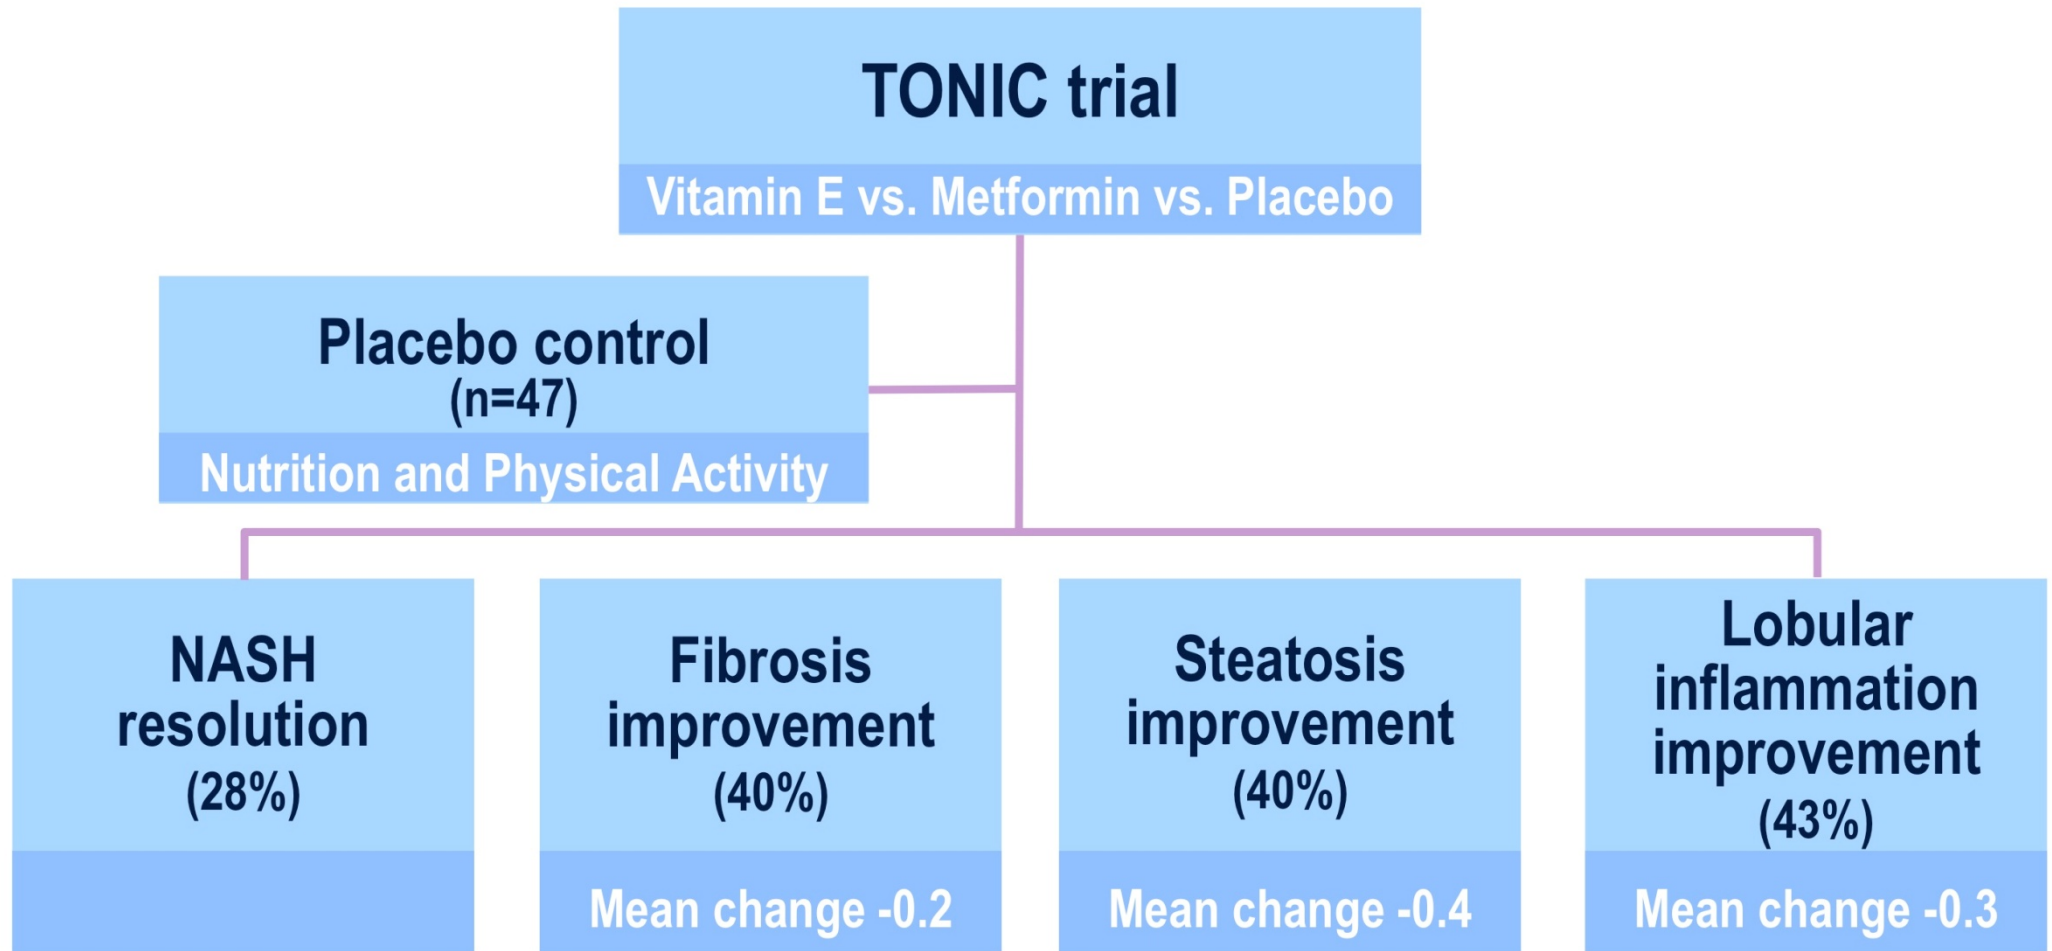 TONIC trial
Vitamin E vs. Metformin vs. Placebo
Placebo control
(n=47)
Nutrition and Physical Activity
NASH
resolution
(28%)
Fibrosis
improvement
(40%)
Mean change -0.2
Steatosis
improvement
(40%)
Mean change -0.4
Lobular
inflammation
improvement
(43%)
Mean change -0.3